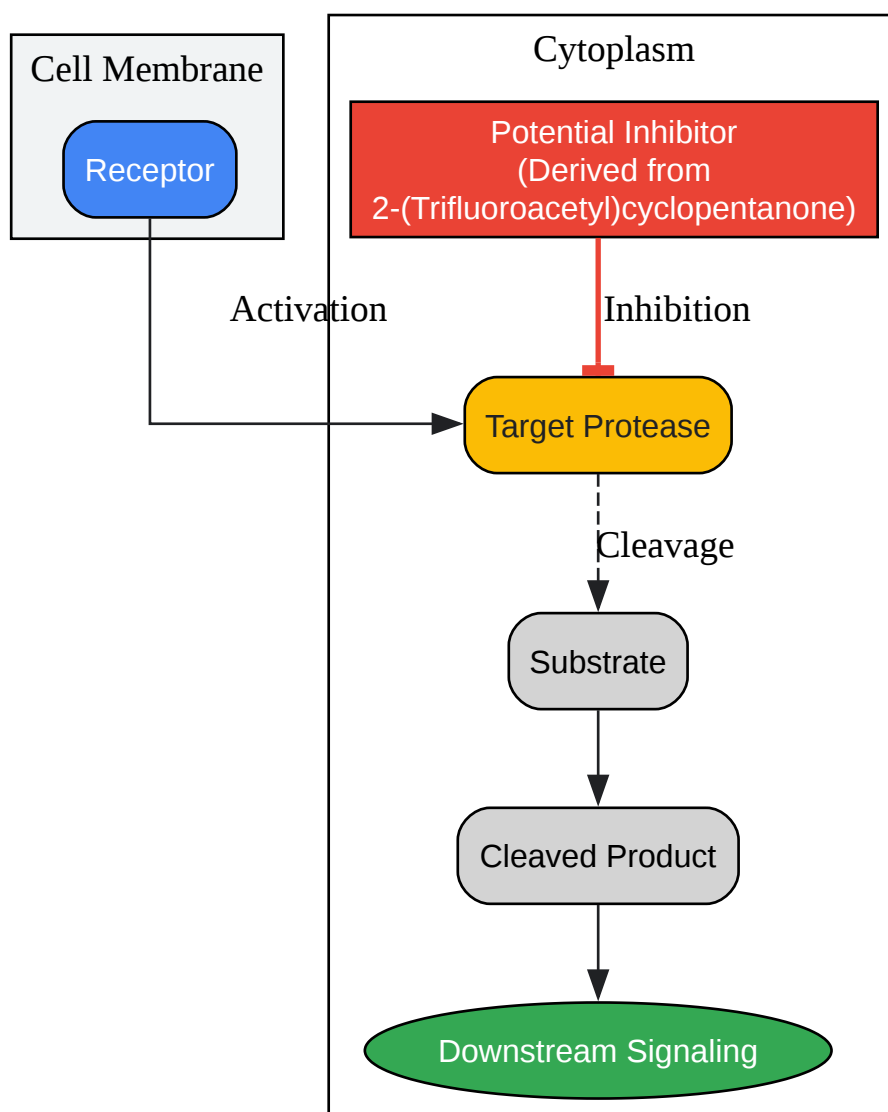 Cell Membrane
Receptor
Cytoplasm
Potential Inhibitor
(Derived from
2-(Trifluoroacetyl)cyclopentanone)
Activation
Inhibition
Target Protease
Cleavage
Substrate
Cleaved Product
Downstream Signaling